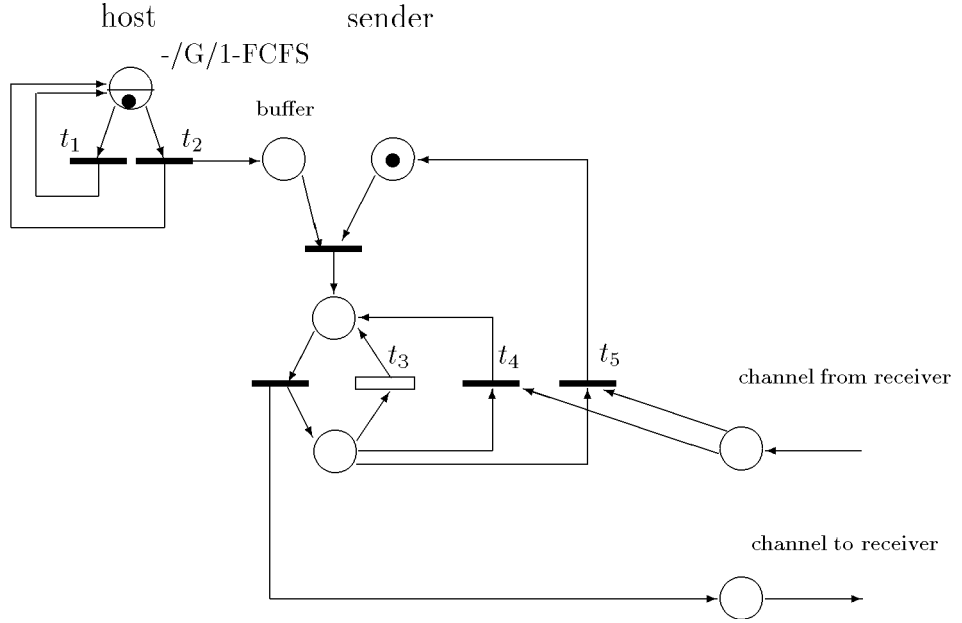 host sender
-/G/1-FCFS
buffer
t1 t2
t3 t4 t5
channel from receiver
channel to receiver